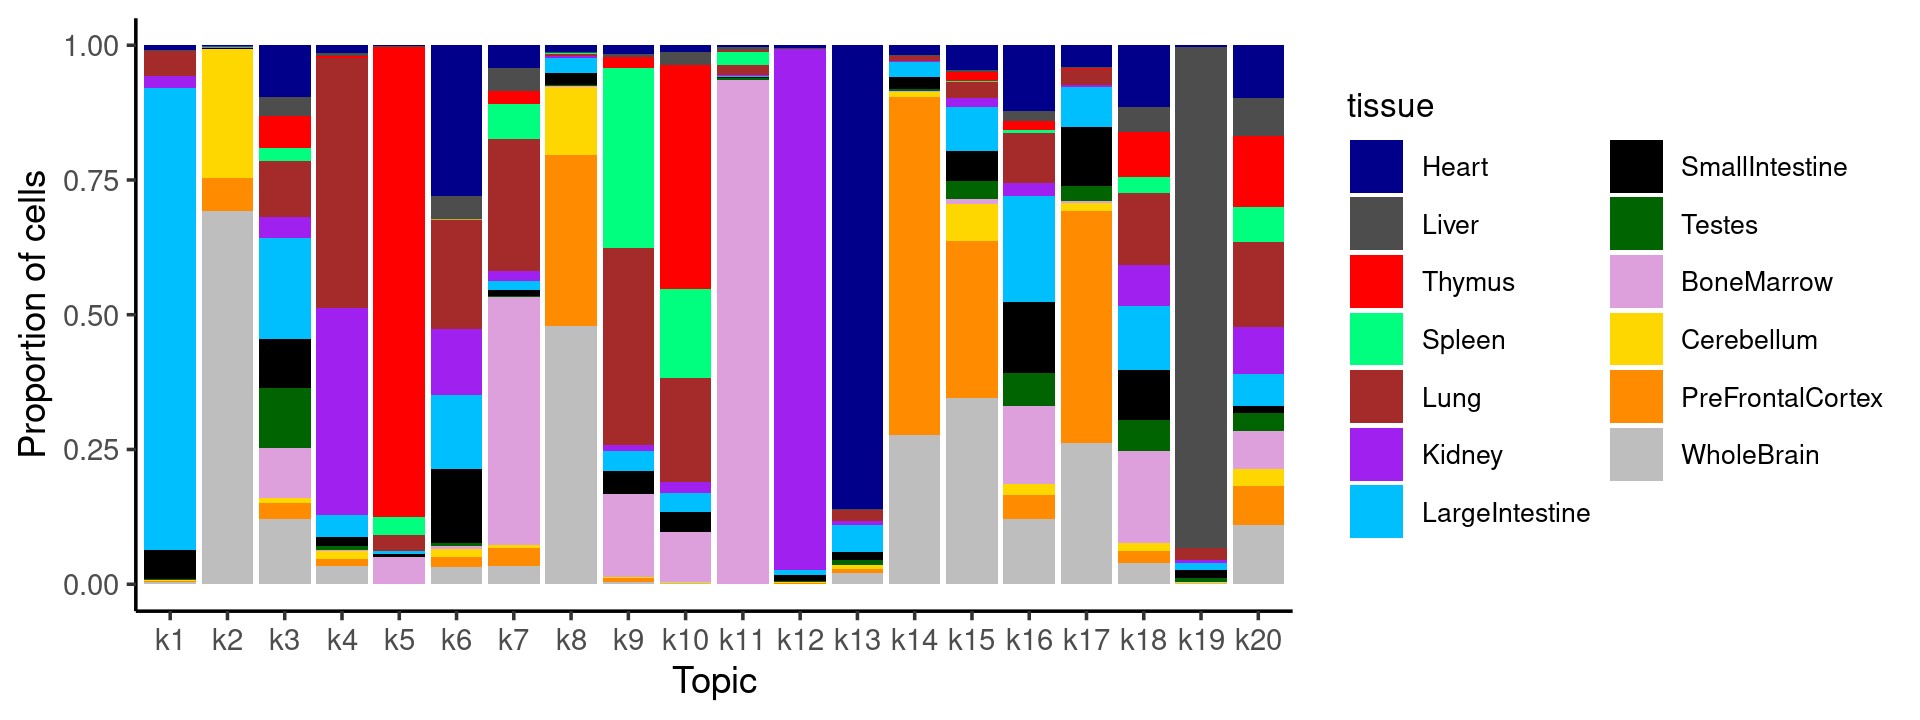 Proportion of cells
1.00
0.75
0.50
0.25
0.00
k1 k2 k3 k4 k5 k6 k7 k8 k9 k10 k11 k12 k13 k14 k15 k16 k17 k18 k19 k20
Topic
tissue
Heart
Liver
Thymus
Spleen
Lung
Kidney
LargeIntestine
SmallIntestine
Testes
BoneMarrow
Cerebellum
PreFrontalCortex
WholeBrain